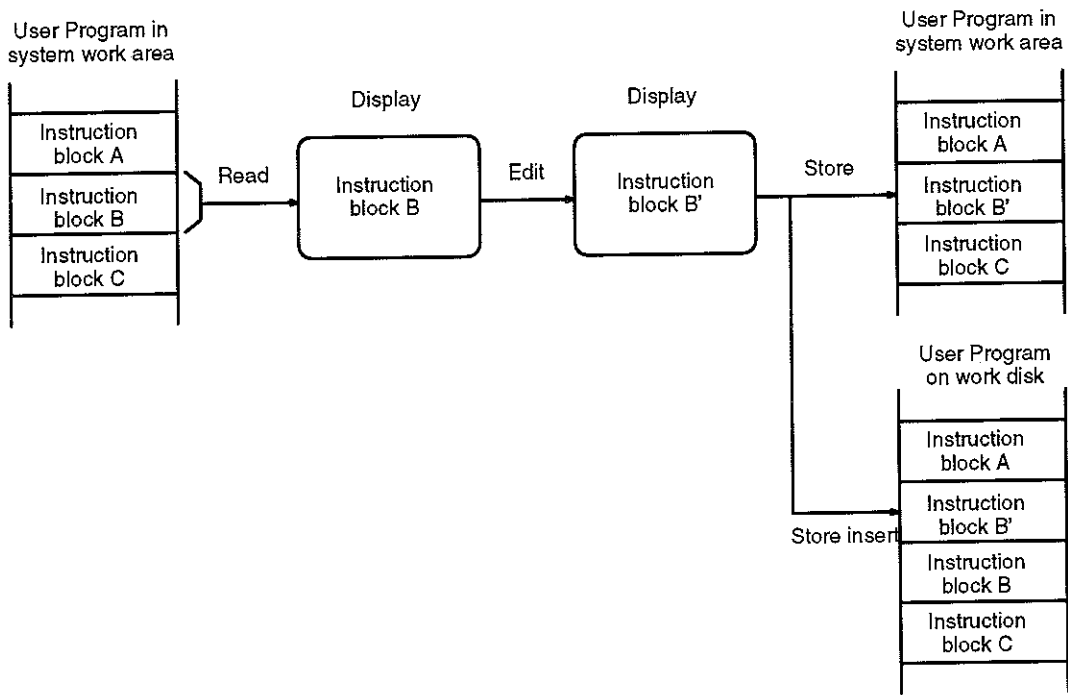 User Program in
system work area
Instruction
block A
Instruction
block B
Instruction
block C
Read
Display
Instruction
block B
Edit
Display
Instruction
block B'
Store
User Program in
system work area
Instruction
block A
Instruction
block B'
Instruction
block C
Store insert
User Program
on work disk
Instruction
block A
Instruction
block B'
Instruction
block B
Instruction
block C